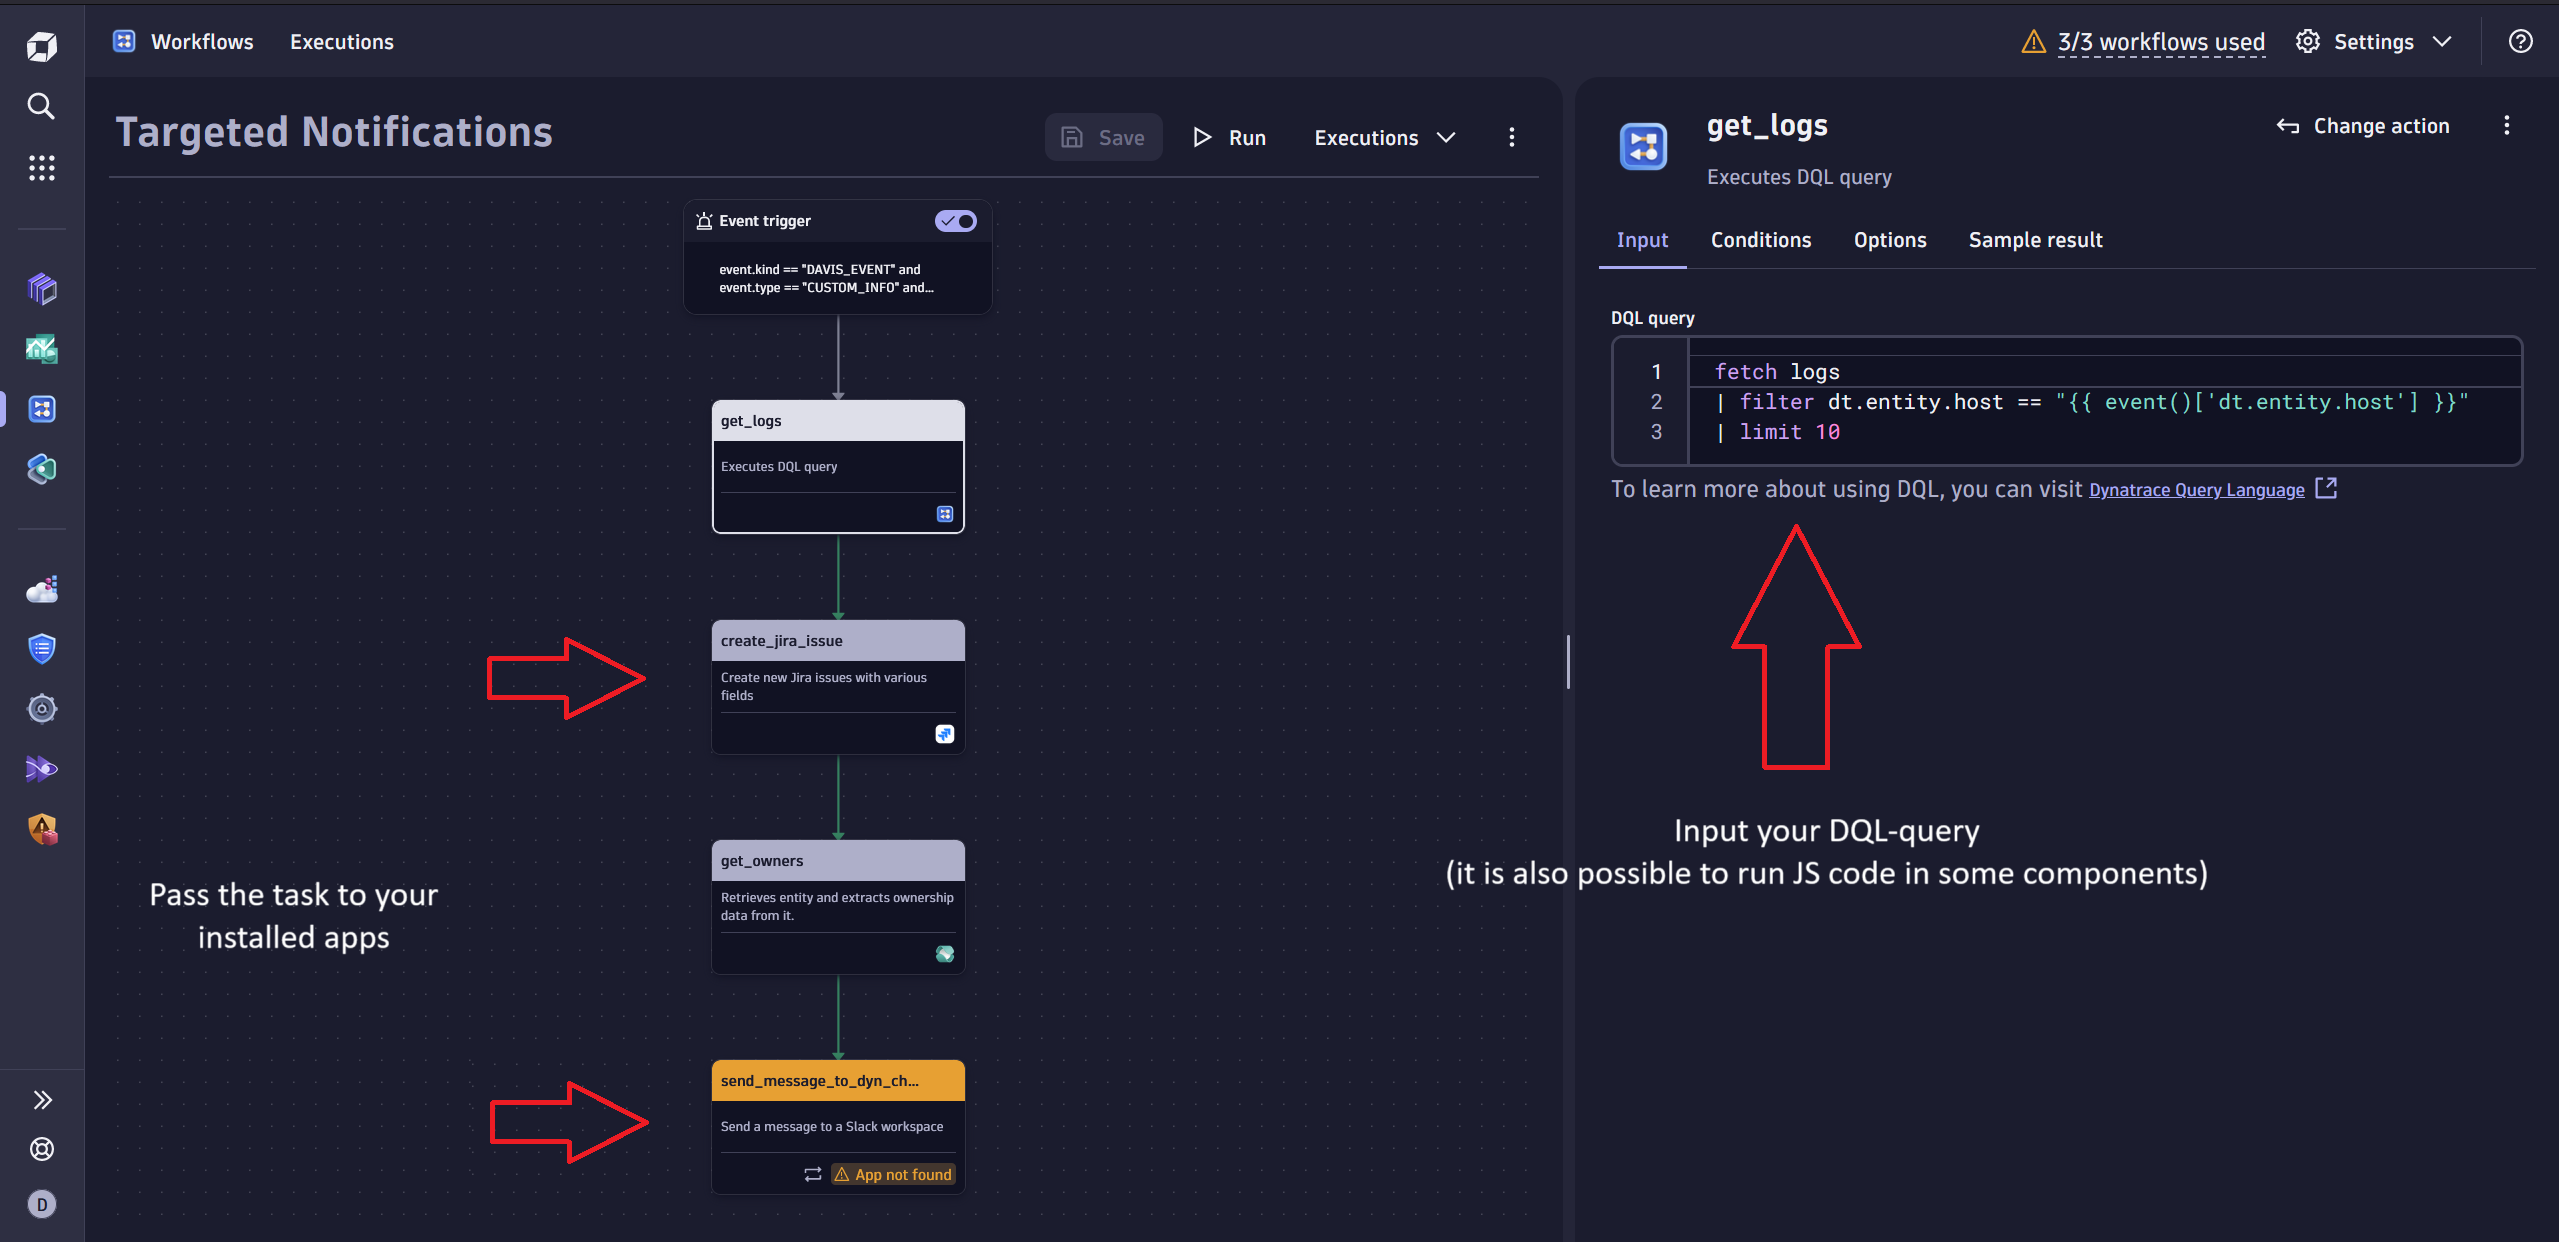 Workflows
Executions
3/3 workflows used
Settings
Targeted Notifications
Save
Run
Executions
Event trigger
event.kind == "DAVIS_EVENT" and
event.type == "CUSTOM_INFO" and...
get_logs
Executes DQL query
create_jira_issue
Create new Jira issues with various
fields
get_owners
Retrieves entity and extracts ownership
data from it.
send_message_to_dyn_ch...
Send a message to a Slack workspace
App not found
Pass the task to your
installed apps
D
get_logs
Executes DQL query
Change action
Input
Conditions
Options
Sample result
DQL query
1 fetch logs
2 | filter dt.entity.host == "{{ event()['dt.entity.host'] }}"
3 | limit 10
To learn more about using DQL, you can visit Dynatrace Query Language
Input your DQL-query
(it is also possible to run JS code in some components)